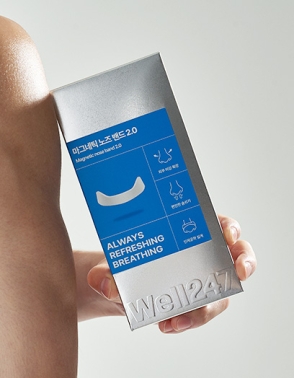 마그네틱 노즈 밴드 2.0
Magnetic nose band 2.0
ALWAYS
REFRESHING
BREATHING
Well247